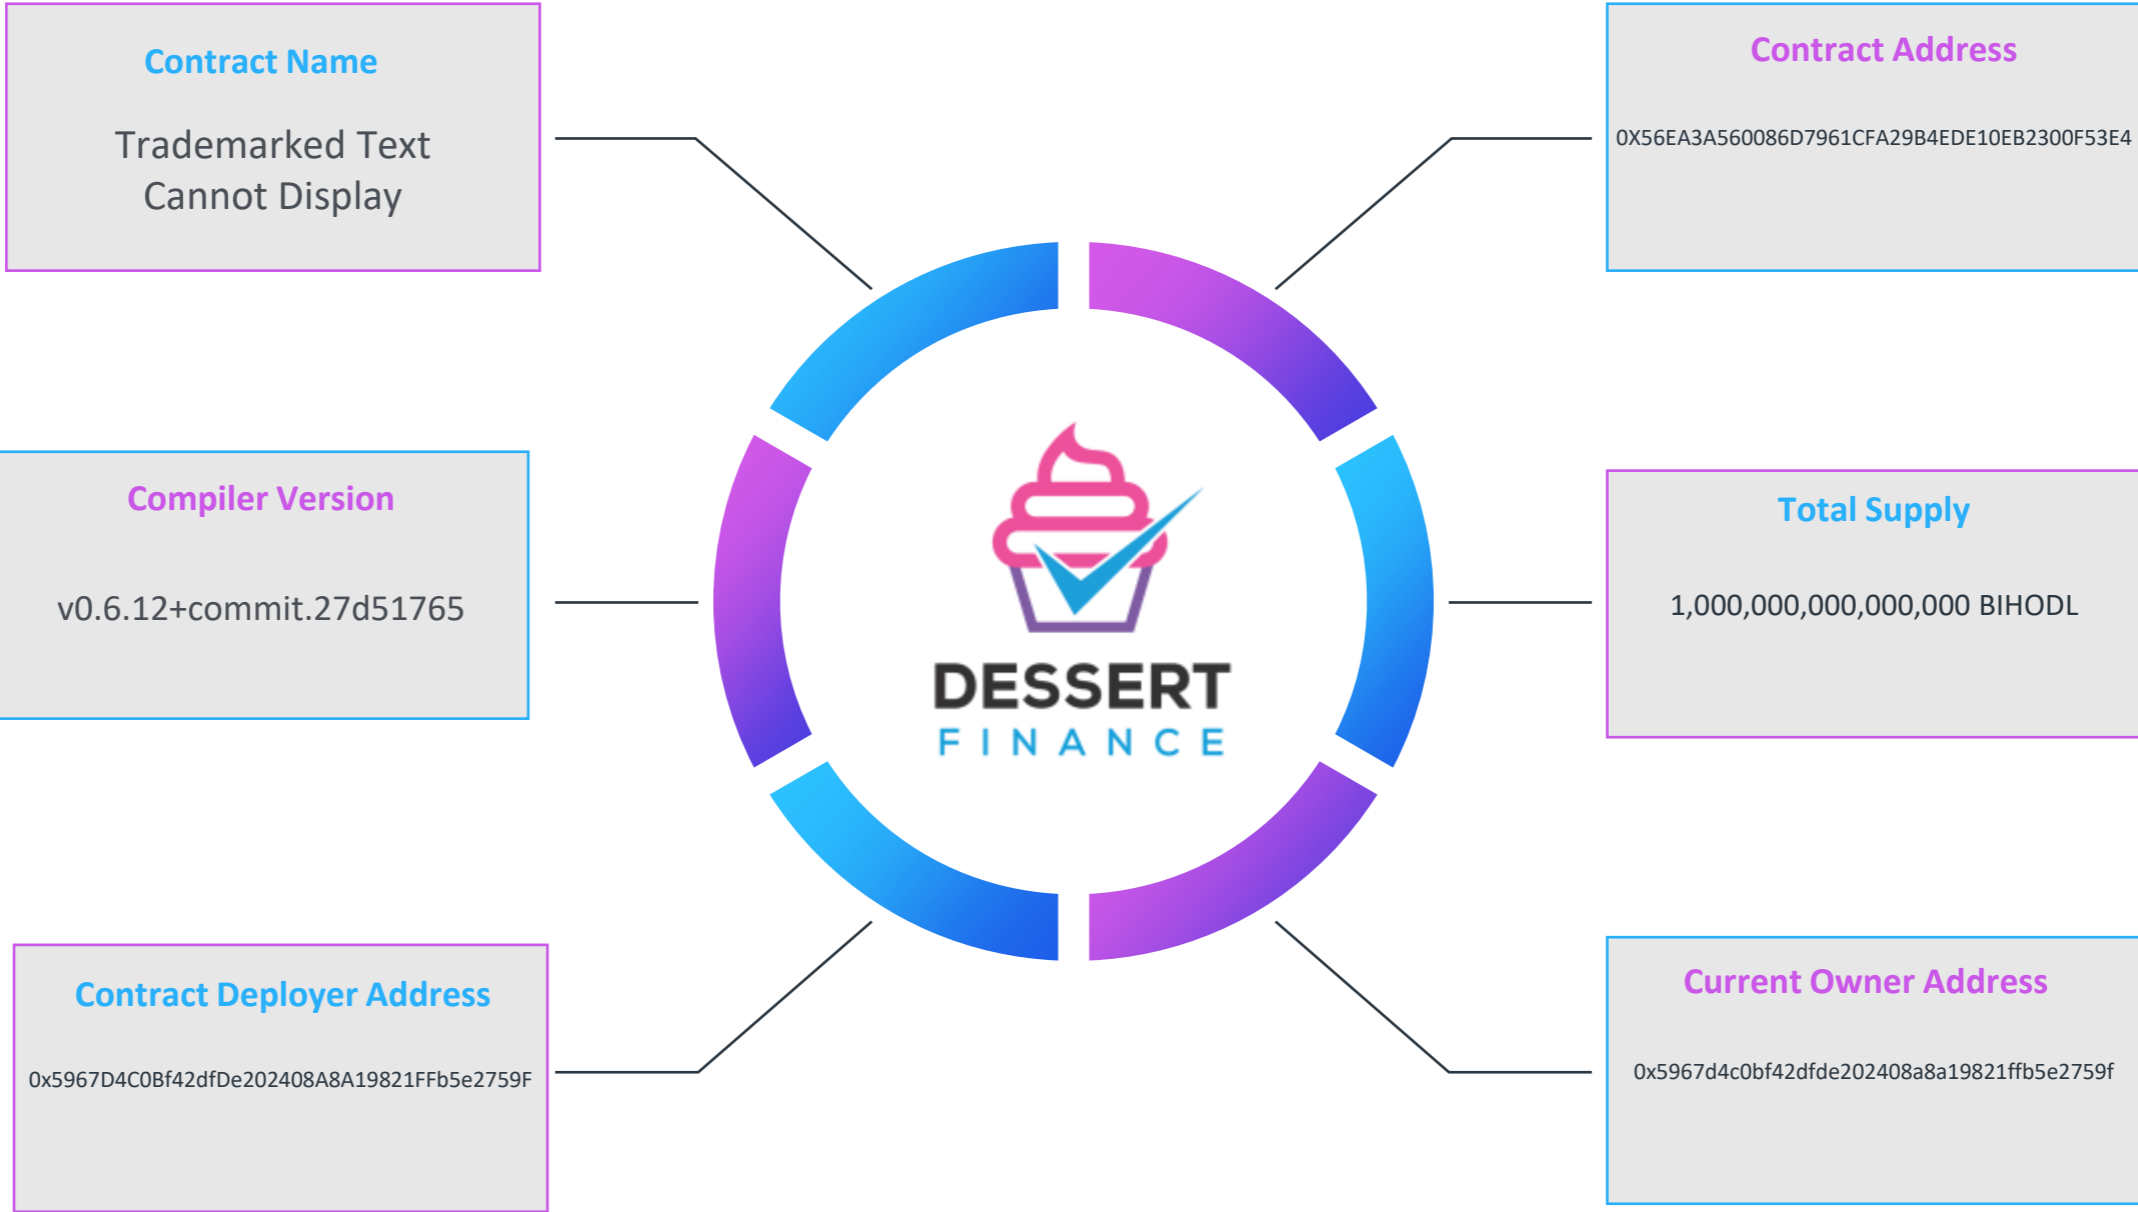 Contract Name
Trademarked Text
Cannot Display
Contract Address
0X56EA3A560086D7961CFA29B4EDE10EB2300F53E4
Compiler Version
v0.6.12+commit.27d51765
Total Supply
1,000,000,000,000,000 BIHODL
DESSERT
FINANCE
Contract Deployer Address
0x5967D4C0Bf42dfDe202408A8A19821FFb5e2759F
Current Owner Address
0x5967d4c0bf42dfde202408a8a19821ffb5e2759f